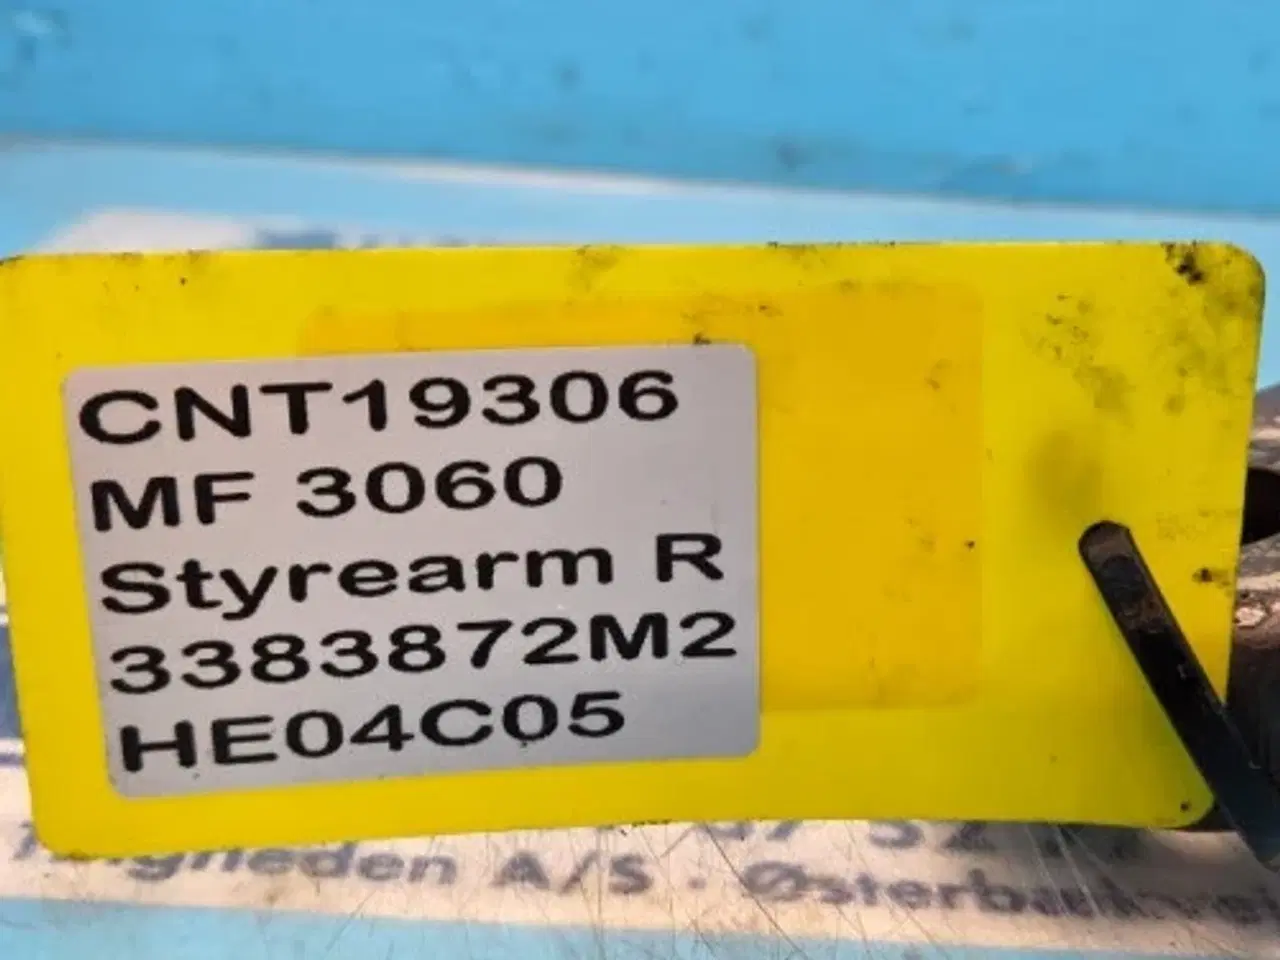 CNT19306
MF 3060
Styrearm R
3383872M2
HE04C05
A/S